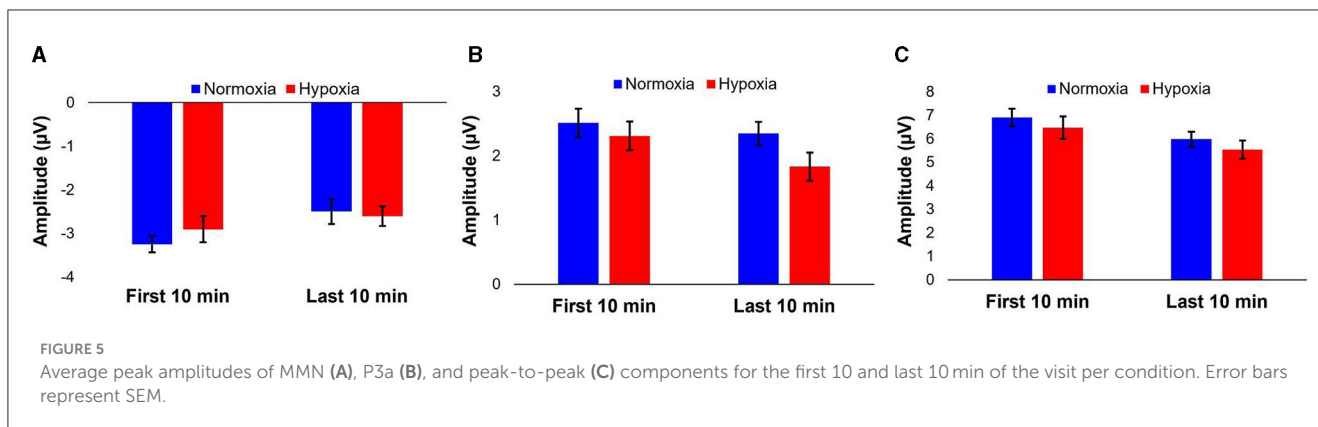 A
Normoxia Hypoxia
0
-1
-2
-3
-4
Amplitude (µV)
First 10 min Last 10 min
B
Normoxia Hypoxia
3
2
1
0
Amplitude (µV)
First 10 min Last 10 min
C
Normoxia Hypoxia
8
7
6
5
4
3
2
1
0
Amplitude (µV)
First 10 min Last 10 min
FIGURE 5
Average peak amplitudes of MMN (A), P3a (B), and peak-to-peak (C) components for the first 10 and last 10 min of the visit per condition. Error bars
represent SEM.